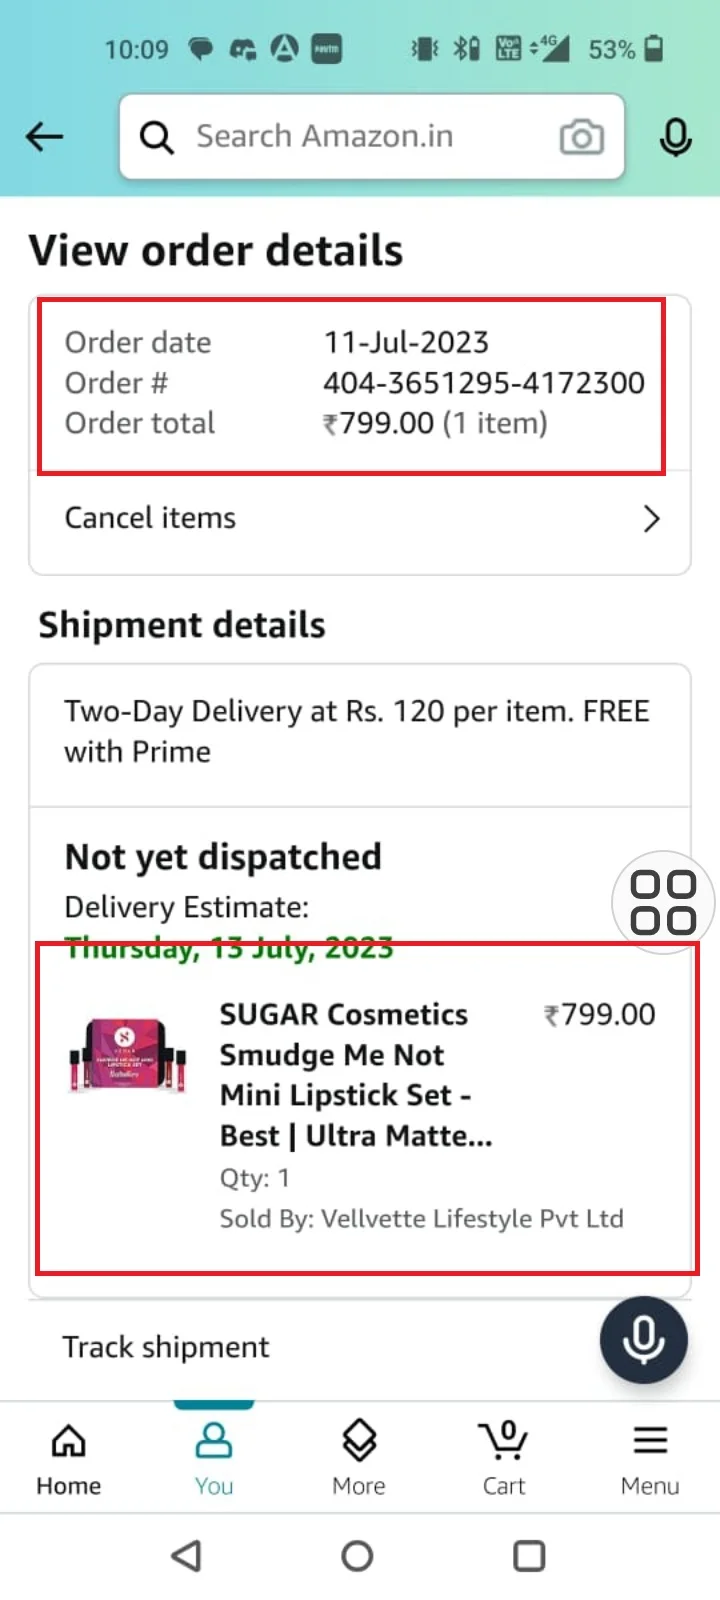 10:09
paytm
Vo) LTE 4G 53%
Search Amazon.in
View order details
Order date 11-Jul-2023
Order # 404-3651295-4172300
Order total ₹799.00 (1 item)
Cancel items
Shipment details
Two-Day Delivery at Rs. 120 per item. FREE
with Prime
Not yet dispatched
Delivery Estimate:
Thursday, 13 July, 2023
SUGAR Cosmetics ₹799.00
Smudge Me Not
Mini Lipstick Set -
Best | Ultra Matte...
Qty: 1
Sold By: Vellvette Lifestyle Pvt Ltd
Track shipment
0
Home You More Cart Menu